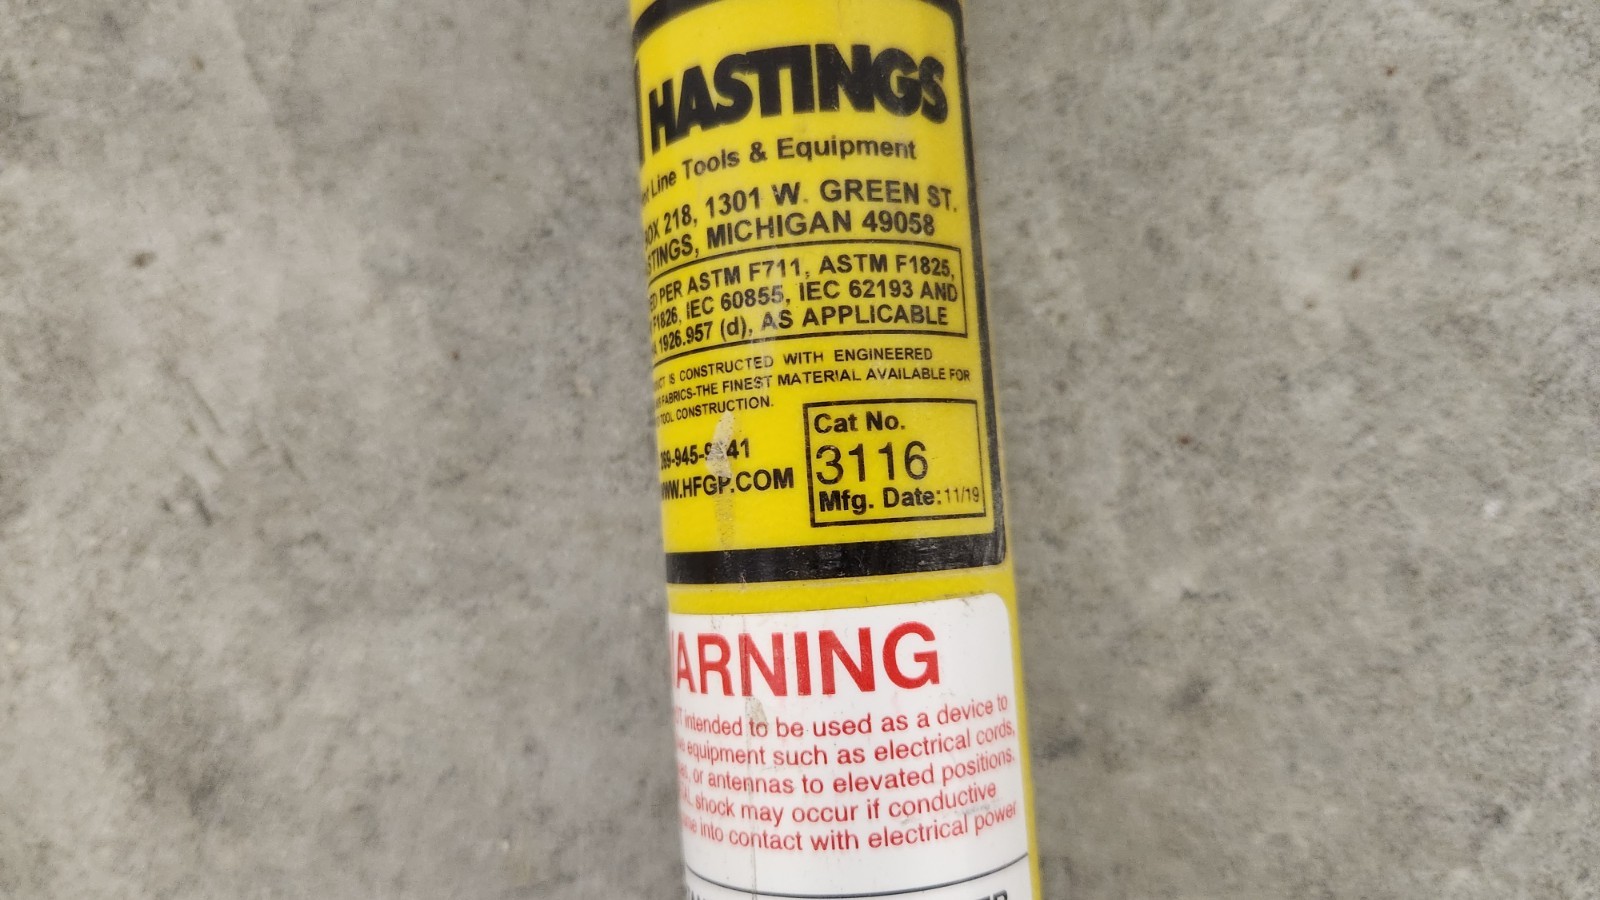 HASTINGS
Line Tools & Equipment
BOX 218, 1301 W. GREEN ST.
STINGS, MICHIGAN 49058
ED PER ASTM F711, ASTM F1825,
F1826, IEC 60855, IEC 62193 AND
1926.957 (d), AS APPLICABLE
IS CONSTRUCTED WITH ENGINEERED
FABRICS-THE FINEST MATERIAL AVAILABLE FOR
TOOL CONSTRUCTION.
Cat No.
3116
Mfg. Date: 11/19
WWW.HFGP.COM
ARNING
intended to be used as a device to
equipment such as electrical cords,
or antennas to elevated positions.
shock may occur if conductive
into contact with electrical power